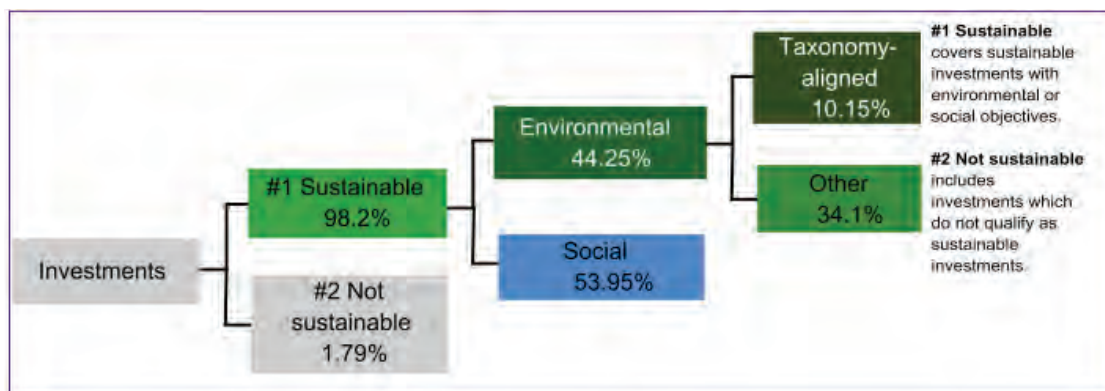 Investments
#1 Sustainable
98.2%
#2 Not
sustainable
1.79%
Environmental
44.25%
Social
53.95%
Taxonomy-
aligned
10.15%
Other
34.1%
#1 Sustainable
covers sustainable
investments with
environmental or
social objectives.
#2 Not sustainable
includes
investments which
do not qualify as
sustainable
investments.